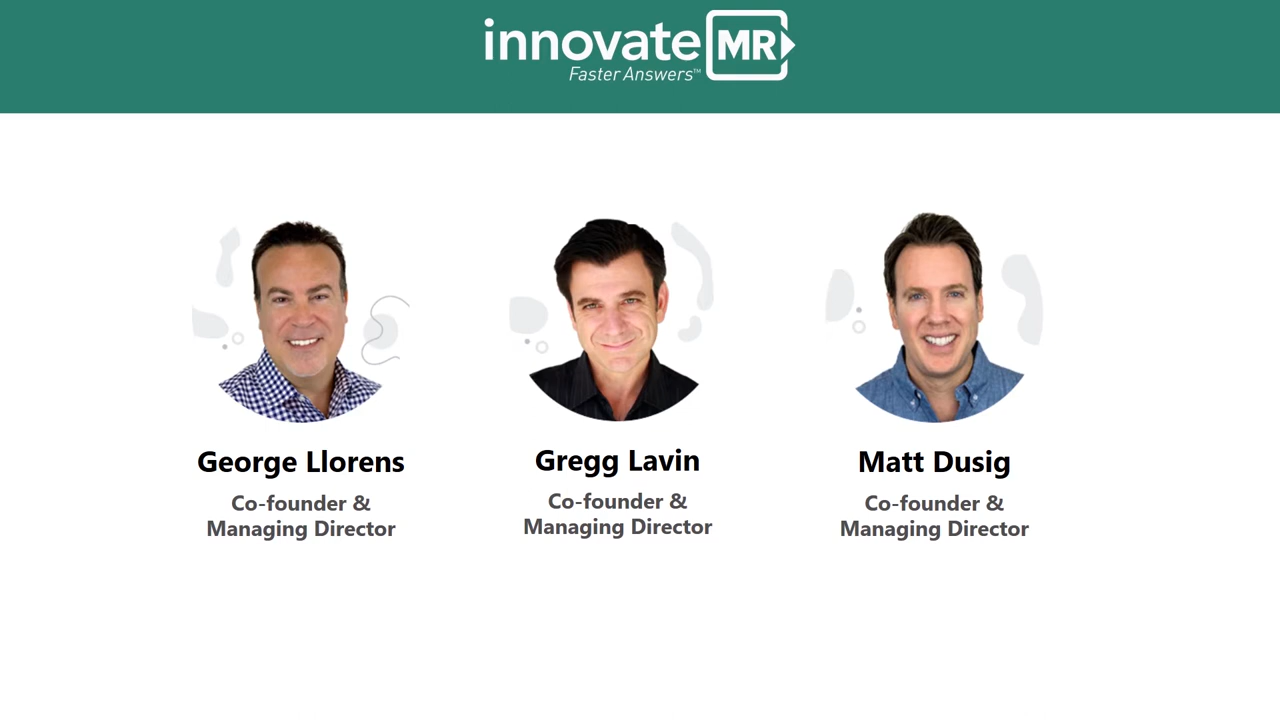 innovate MR
Faster Answers™
George Llorens
Co-founder &
Managing Director
Gregg Lavin
Co-founder &
Managing Director
Matt Dusig
Co-founder &
Managing Director